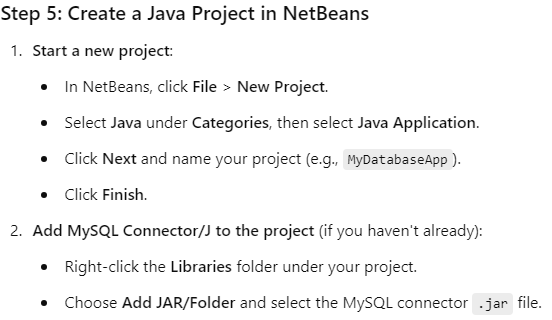 Step 5: Create a Java Project in NetBeans
1. Start a new project:
• In NetBeans, click File > New Project.
• Select Java under Categories, then select Java Application.
• Click Next and name your project (e.g., MyDatabaseApp).
• Click Finish.
2. Add MySQL Connector/J to the project (if you haven't already):
• Right-click the Libraries folder under your project.
• Choose Add JAR/Folder and select the MySQL connector .jar file.